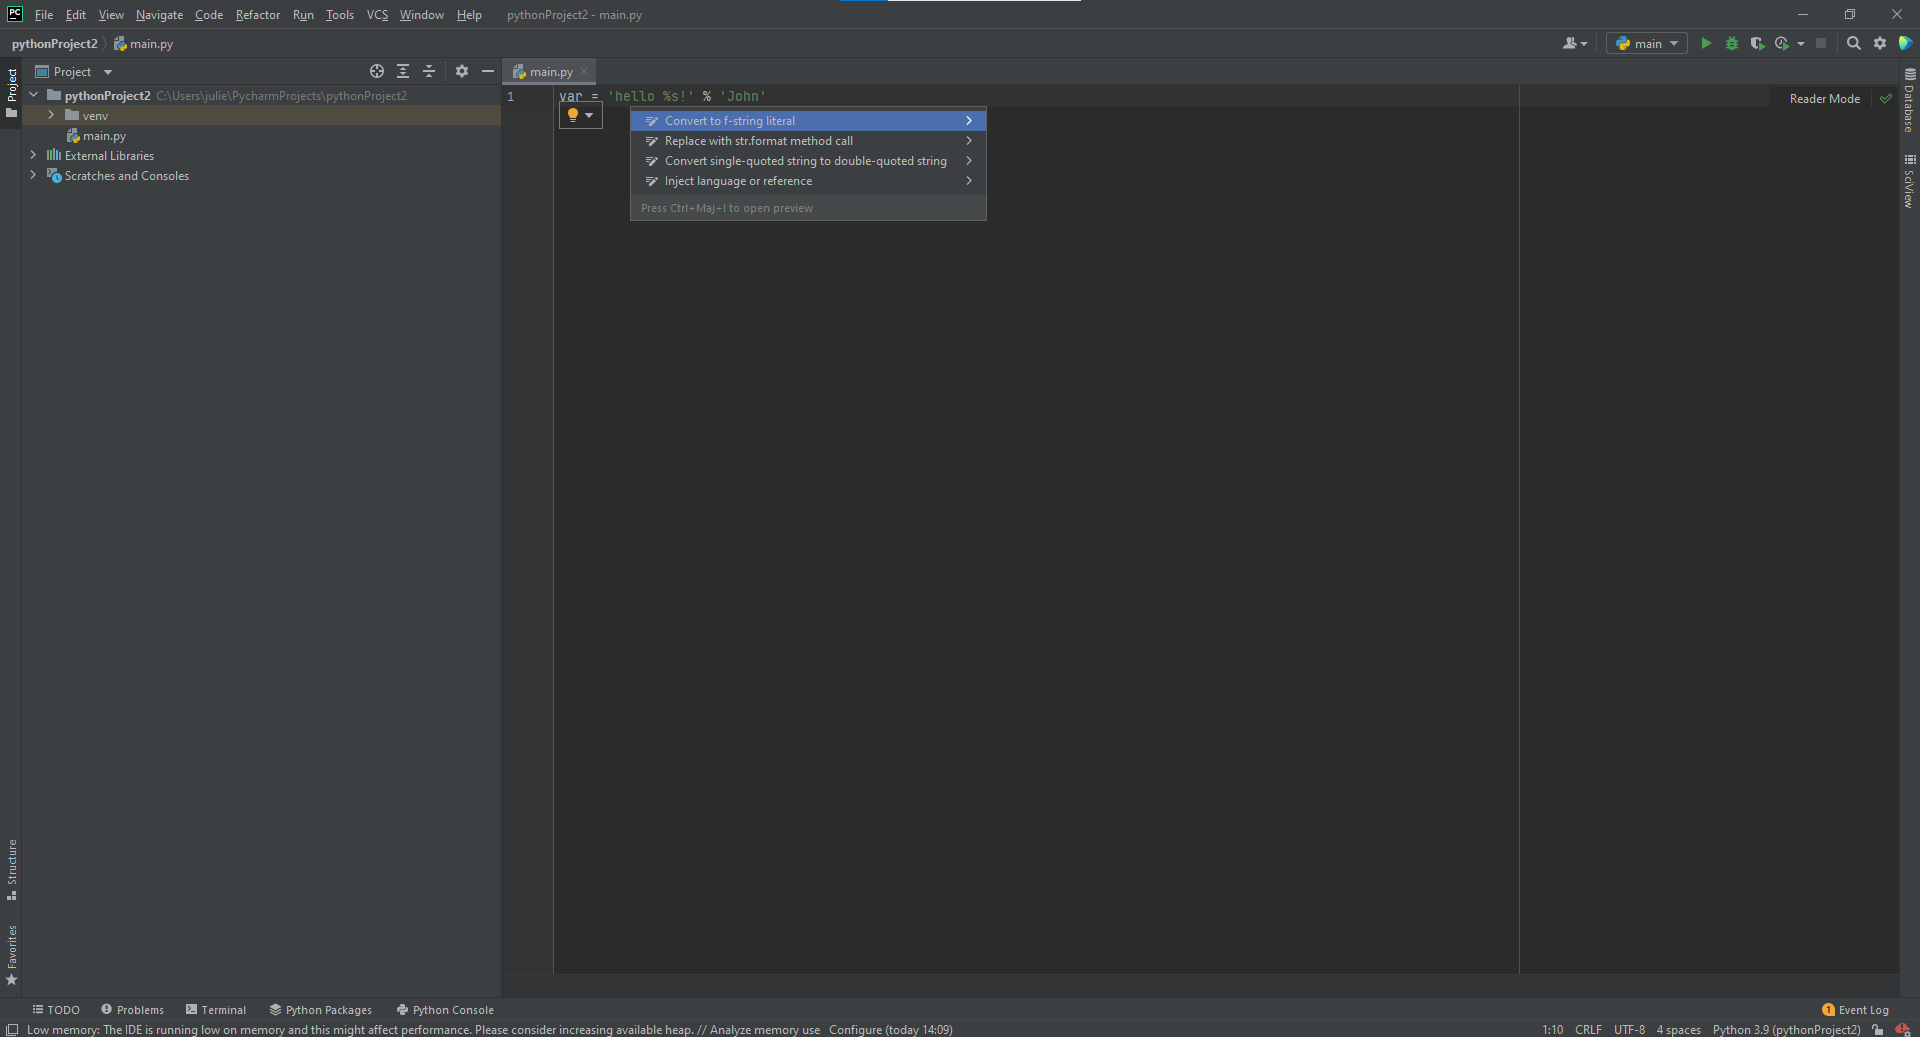 PC File Edit View Navigate Code Refactor Run Tools VCS Window Help pythonProject2 - main.py
pythonProject2 main.py main
Project Project main.py
pythonProject2 C:\Users\julie\PycharmProjects\pythonProject2
venv
main.py
External Libraries
Scratches and Consoles
1 var = 'hello %s!' % 'John'
Reader Mode
Convert to f-string literal
Replace with str.format method call
Convert single-quoted string to double-quoted string
Inject language or reference
Press Ctrl+Maj+I to open preview
Database
SciView
Structure
Favorites
TODO Problems Terminal Python Packages Python Console 1 Event Log
Low memory: The IDE is running low on memory and this might affect performance. Please consider increasing available heap. // Analyze memory use Configure (today 14:09) 1:10 CRLF UTF-8 4 spaces Python 3.9 (pythonProject2)